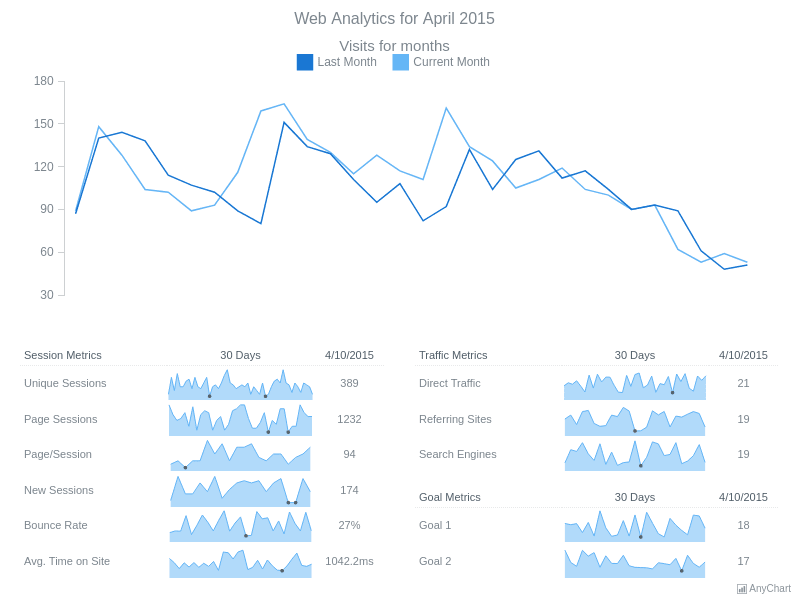 Web Analytics for April 2015
Visits for months
Last Month Current Month
180
150
120
90
60
30
Session Metrics 30 Days 4/10/2015
Unique Sessions 389
Page Sessions 1232
Page/Session 94
New Sessions 174
Bounce Rate 27%
Avg. Time on Site 1042.2ms
Traffic Metrics 30 Days 4/10/2015
Direct Traffic 21
Referring Sites 19
Search Engines 19
Goal Metrics 30 Days 4/10/2015
Goal 1 18
Goal 2 17
AnyChart